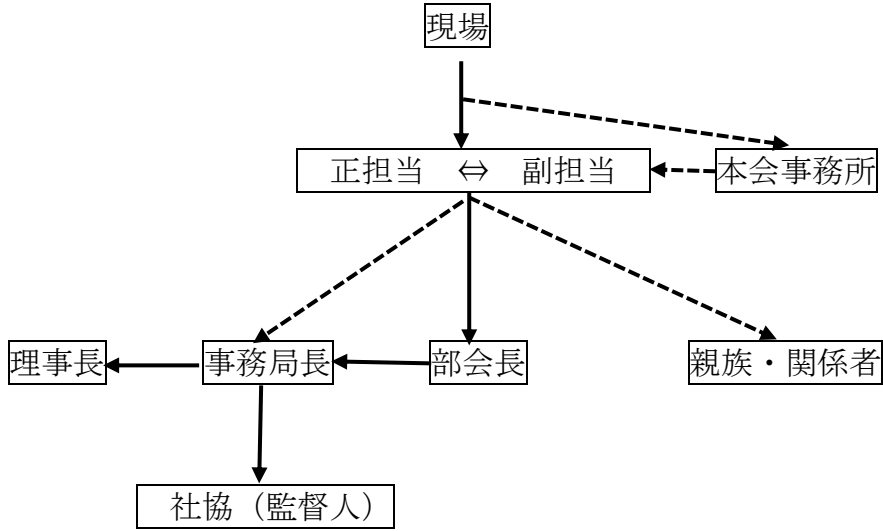 現場
正担当　⇔　副担当
本会事務所
理事長
事務局長
部会長
親族・関係者
社協（監督人）